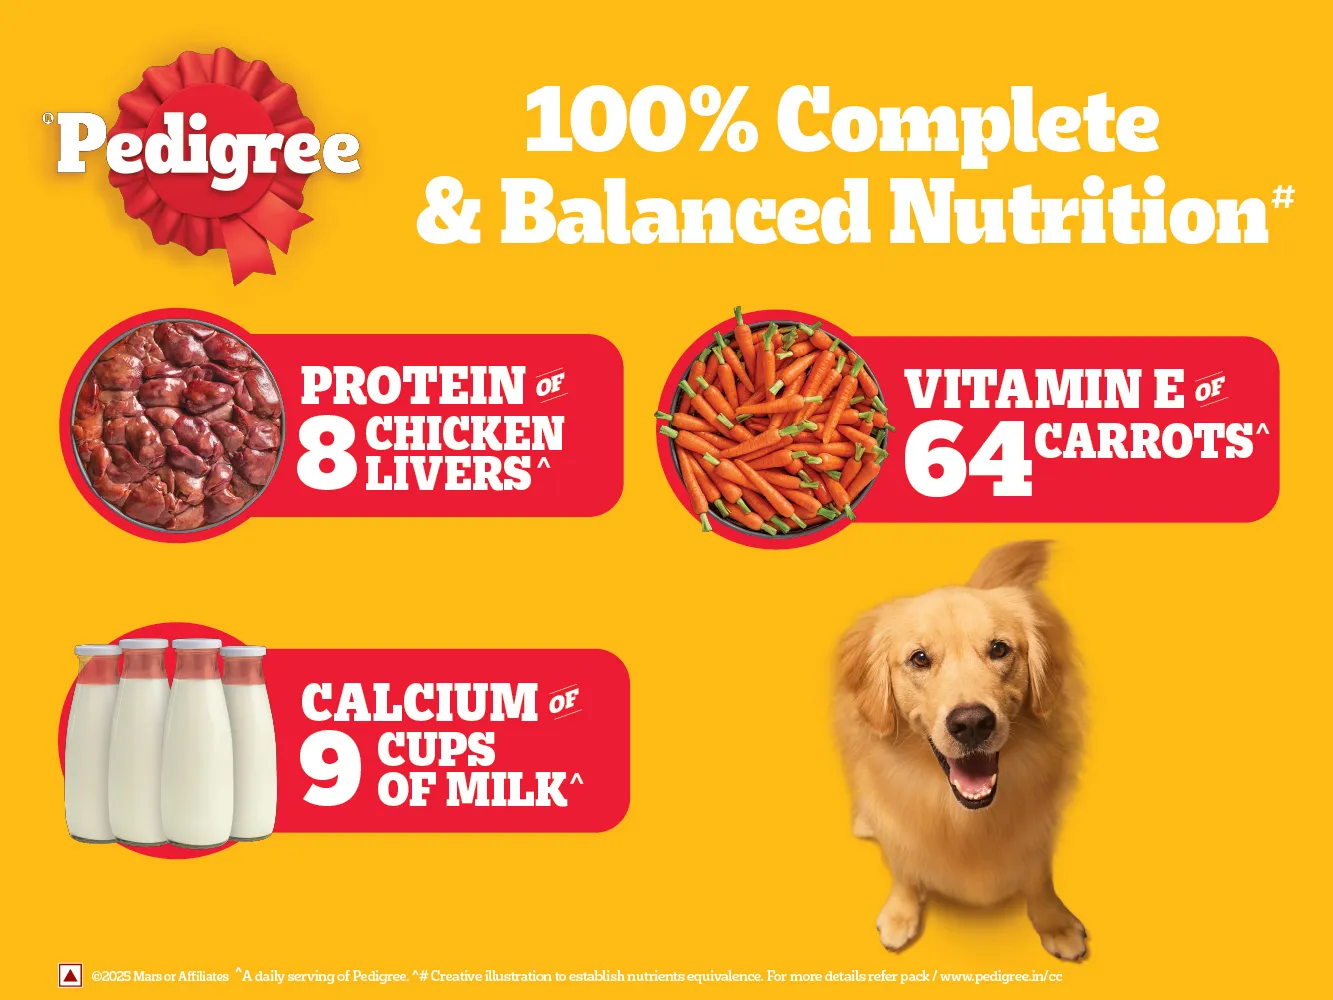 ®Pedigree
100% Complete
& Balanced Nutrition#
PROTEIN OF
8 CHICKEN
LIVERS^
VITAMIN E OF
64 CARROTS^
CALCIUM OF
9 CUPS
OF MILK^
©2025 Mars or Affiliates ^A daily serving of Pedigree. ^# Creative illustration to establish nutrients equivalence. For more details refer pack / www.pedigree.in/cc